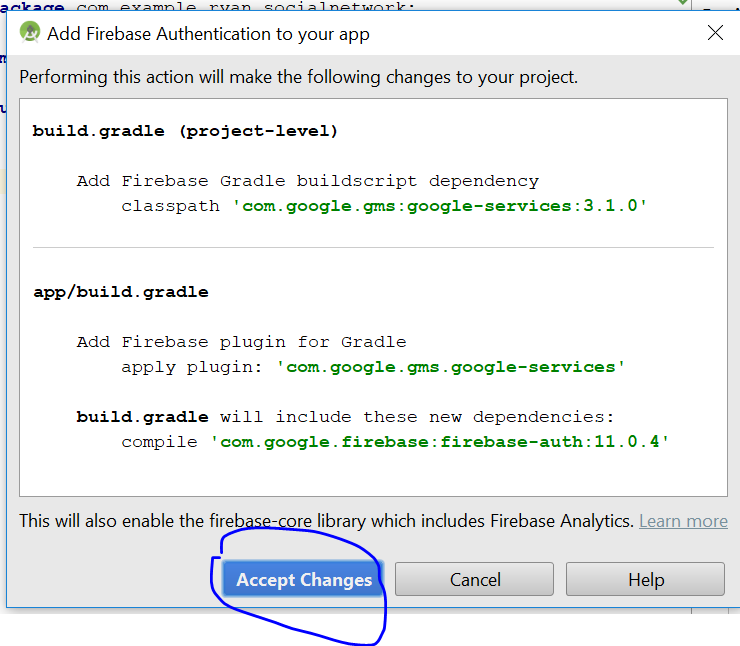 package com.example.ryan.socialnetwork;
Add Firebase Authentication to your app
Performing this action will make the following changes to your project.
build.gradle (project-level)
Add Firebase Gradle buildscript dependency
classpath 'com.google.gms:google-services:3.1.0'
app/build.gradle
Add Firebase plugin for Gradle
apply plugin: 'com.google.gms.google-services'
build.gradle will include these new dependencies:
compile 'com.google.firebase:firebase-auth:11.0.4'
This will also enable the firebase-core library which includes Firebase Analytics. Learn more
Accept Changes Cancel Help